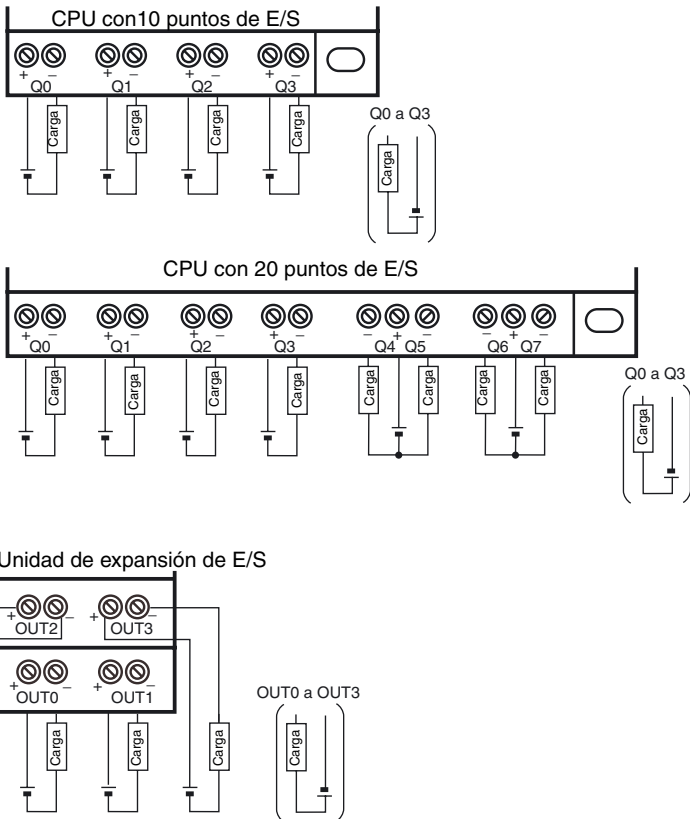 CPU con10 puntos de E/S
+ − + − + − + −
Q0 Q1 Q2 Q3
Carga Carga Carga Carga
Q0 a Q3
Carga
CPU con 20 puntos de E/S
+ − + − + − + − − + − − + −
Q0 Q1 Q2 Q3 Q4 Q5 Q6 Q7
Carga Carga Carga Carga Carga Carga Carga Carga
Q0 a Q3
Carga
Unidad de expansión de E/S
+ − + −
OUT2 OUT3
+ − + −
OUT0 OUT1
Carga Carga Carga
OUT0 a OUT3
Carga